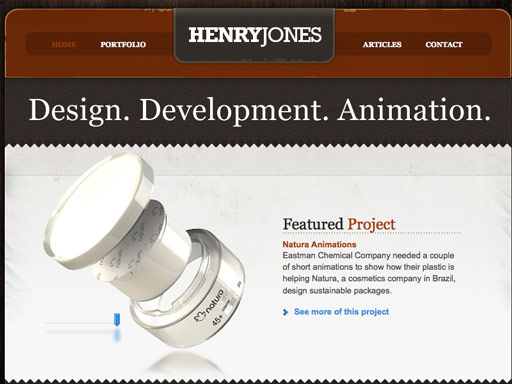 HOME PORTFOLIO HENRYJONES ARTICLES CONTACT
Design. Development. Animation.
Featured Project
Natura Animations
Eastman Chemical Company needed a couple
of short animations to show how their plastic is
helping Natura, a cosmetics company in Brazil,
design sustainable packages.
See more of this project
natura
45+